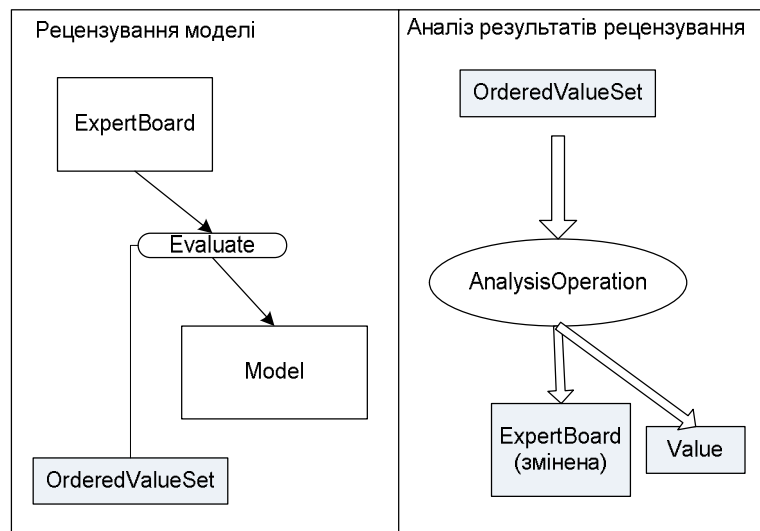 Рецензування моделі
ExpertBoard
Evaluate
Model
OrderedValueSet
Аналіз результатів рецензування
OrderedValueSet
AnalysisOperation
ExpertBoard
(змінена)
Value